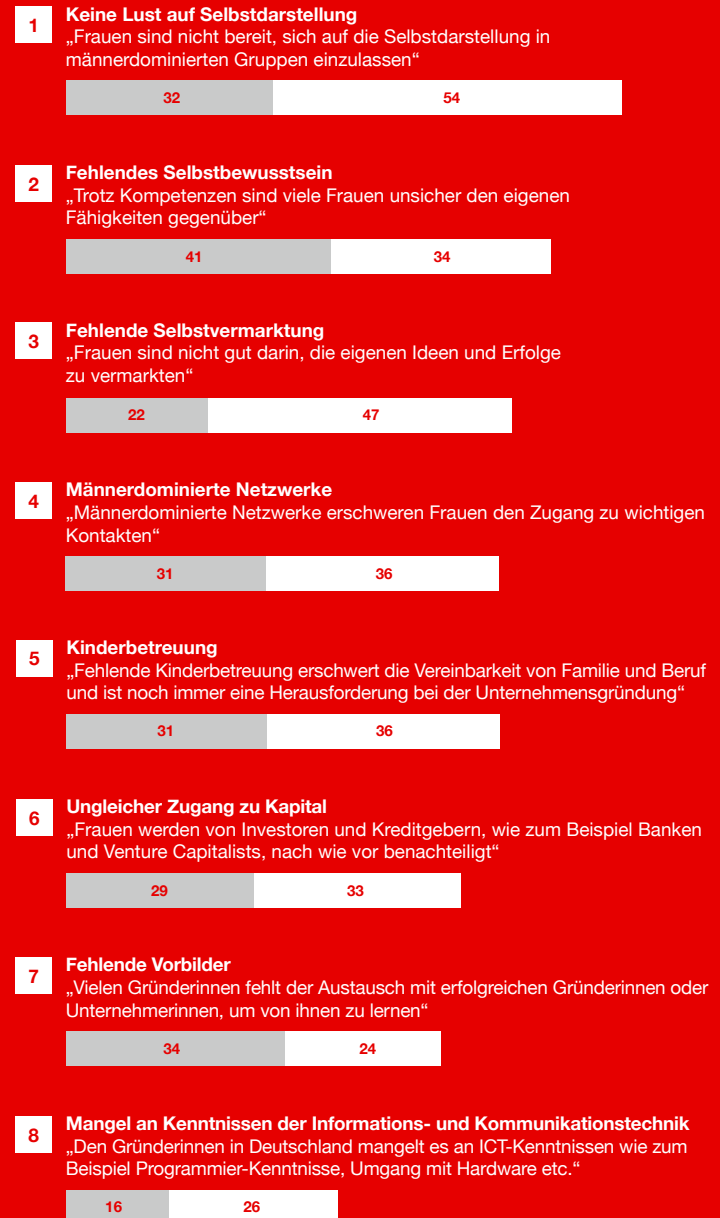 1
Keine Lust auf Selbstdarstellung
„Frauen sind nicht bereit, sich auf die Selbstdarstellung in
männerdominierten Gruppen einzulassen“
32 54
2
Fehlendes Selbstbewusstsein
„Trotz Kompetenzen sind viele Frauen unsicher den eigenen
Fähigkeiten gegenüber“
41 34
3
Fehlende Selbstvermarktung
„Frauen sind nicht gut darin, die eigenen Ideen und Erfolge
zu vermarkten“
22 47
4
Männerdominierte Netzwerke
„Männerdominierte Netzwerke erschweren Frauen den Zugang zu wichtigen
Kontakten“
31 36
5
Kinderbetreuung
„Fehlende Kinderbetreuung erschwert die Vereinbarkeit von Familie und Beruf
und ist noch immer eine Herausforderung bei der Unternehmensgründung“
31 36
6
Ungleicher Zugang zu Kapital
„Frauen werden von Investoren und Kreditgebern, wie zum Beispiel Banken
und Venture Capitalists, nach wie vor benachteiligt“
29 33
7
Fehlende Vorbilder
„Vielen Gründerinnen fehlt der Austausch mit erfolgreichen Gründerinnen oder
Unternehmerinnen, um von ihnen zu lernen“
34 24
8
Mangel an Kenntnissen der Informations- und Kommunikationstechnik
„Den Gründerinnen in Deutschland mangelt es an ICT-Kenntnissen wie zum
Beispiel Programmier-Kenntnisse, Umgang mit Hardware etc.“
16 26